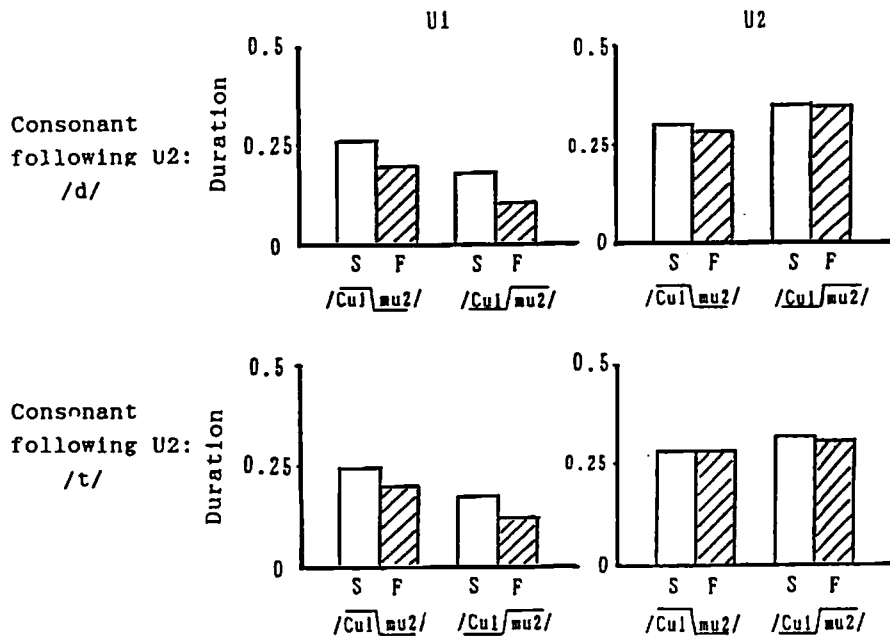 U1 U2
0.5 0.5
Consonant
following U2:
/d/
Duration
0.25 0.25
0 0
S F S F S F S F
/Cu1 mu2/ /Cu1 mu2/ /Cu1 mu2/ /Cu1 mu2/
0.5 0.5
Consonant
following U2:
/t/
Duration
0.25 0.25
0 0
S F S F S F S F
/Cu1 mu2/ /Cu1 mu2/ /Cu1 mu2/ /Cu1 mu2/